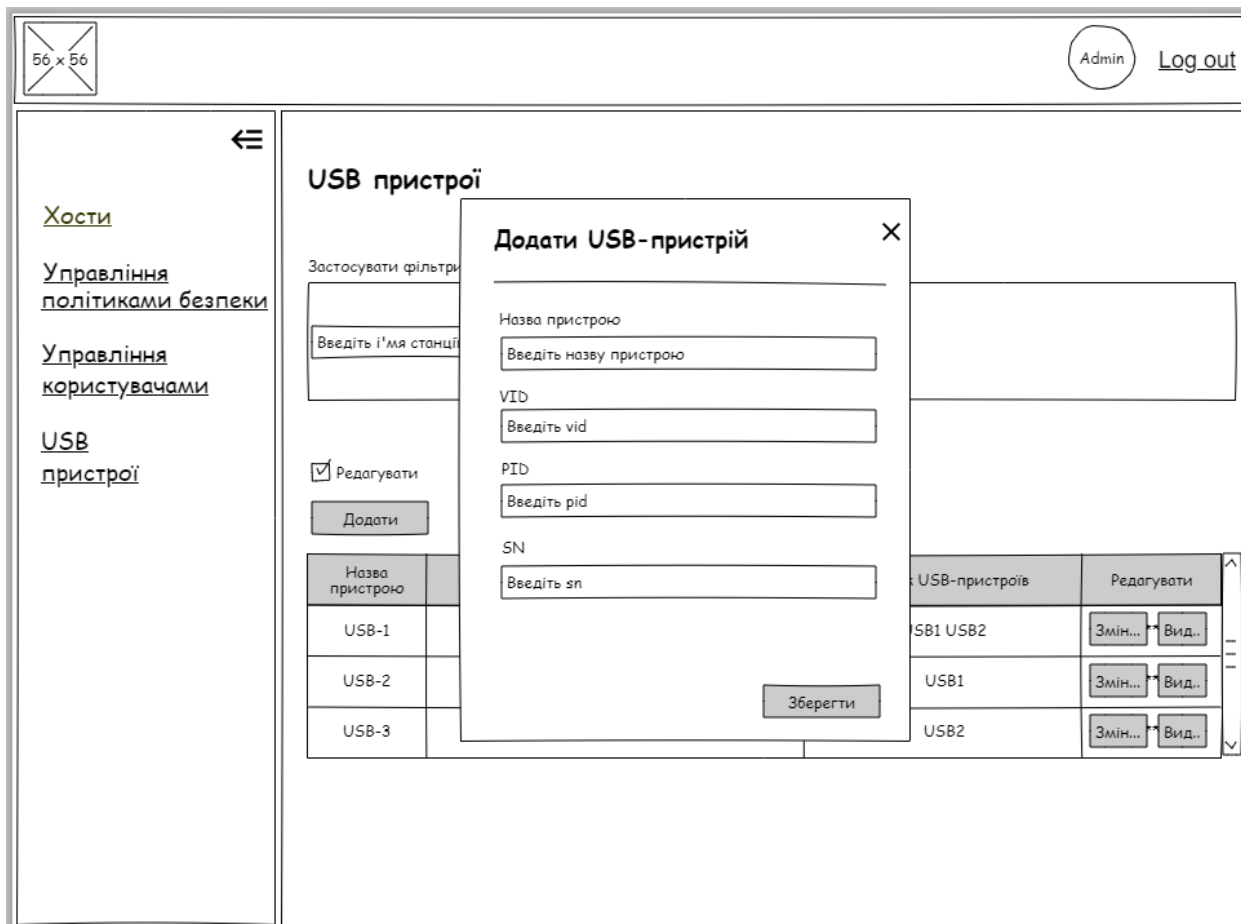 56 x 56
Admin
Log out
Хости
Управління
політиками безпеки
Управління
користувачами
USB
пристрої
USB пристрої
Застосувати фільтри
Введіть і'мя станції
Редагувати
Додати
Додати USB-пристрій
Назва пристрою
Введіть назву пристрою
VID
Введіть vid
PID
Введіть pid
SN
Введіть sn
Зберегти
Назва
пристрою
USB-пристроїв
Редагувати
USB-1
USB1 USB2
Змін... ** Вид..
USB-2
USB1
Змін... ** Вид..
USB-3
USB2
Змін... ** Вид..